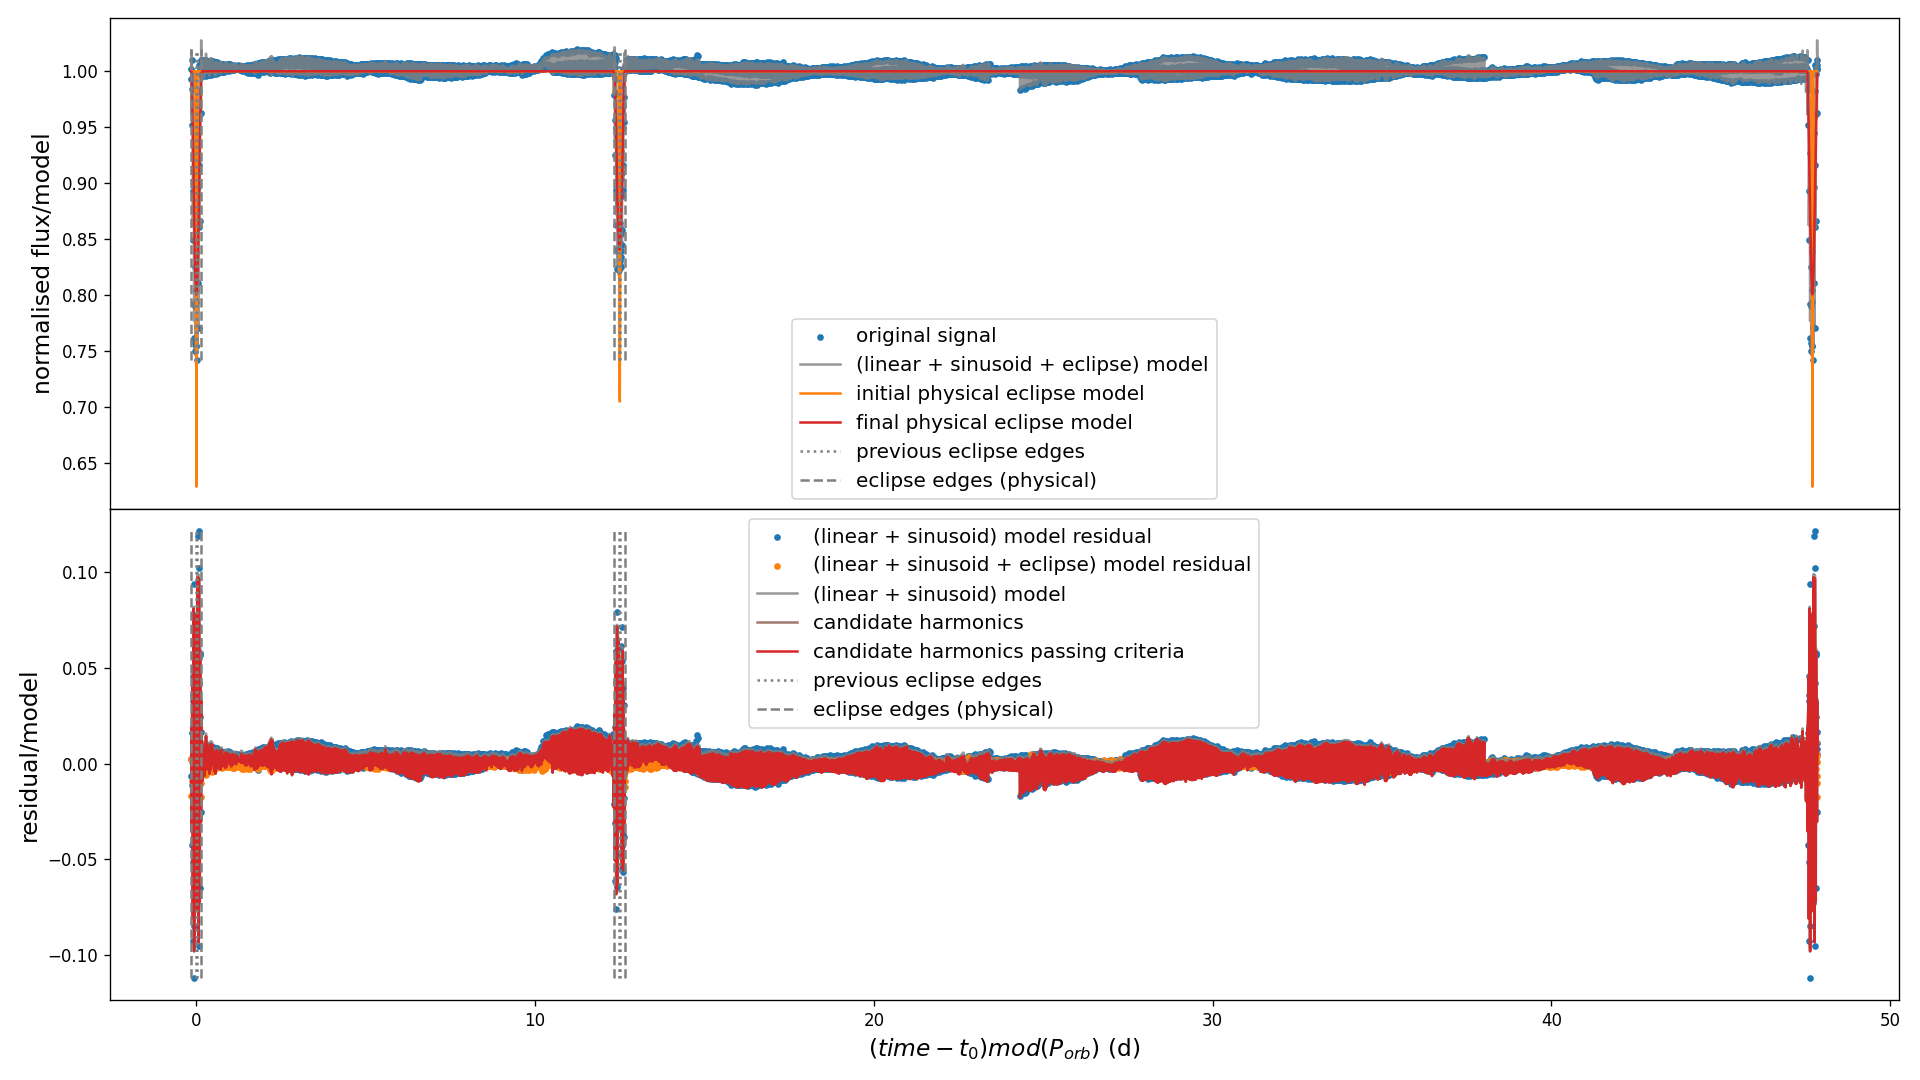 normalised flux/model
1.00
0.95
0.90
0.85
0.80
0.75
0.70
0.65
original signal
(linear + sinusoid + eclipse) model
initial physical eclipse model
final physical eclipse model
previous eclipse edges
eclipse edges (physical)
residual/model
0.10
0.05
0.00
−0.05
−0.10
(linear + sinusoid) model residual
(linear + sinusoid + eclipse) model residual
(linear + sinusoid) model
candidate harmonics
candidate harmonics passing criteria
previous eclipse edges
eclipse edges (physical)
0 10 20 30 40 50
(time − t₀)mod(Pₒᵣb) (d)